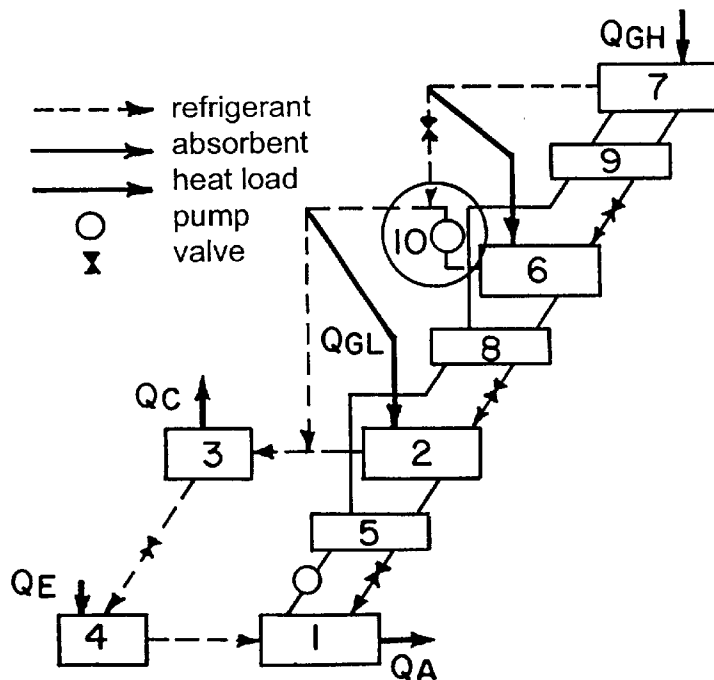 QGH
7
refrigerant
absorbent
heat load
pump
valve
9
10
6
QGL
8
QC
3
2
5
QE
4
1
QA